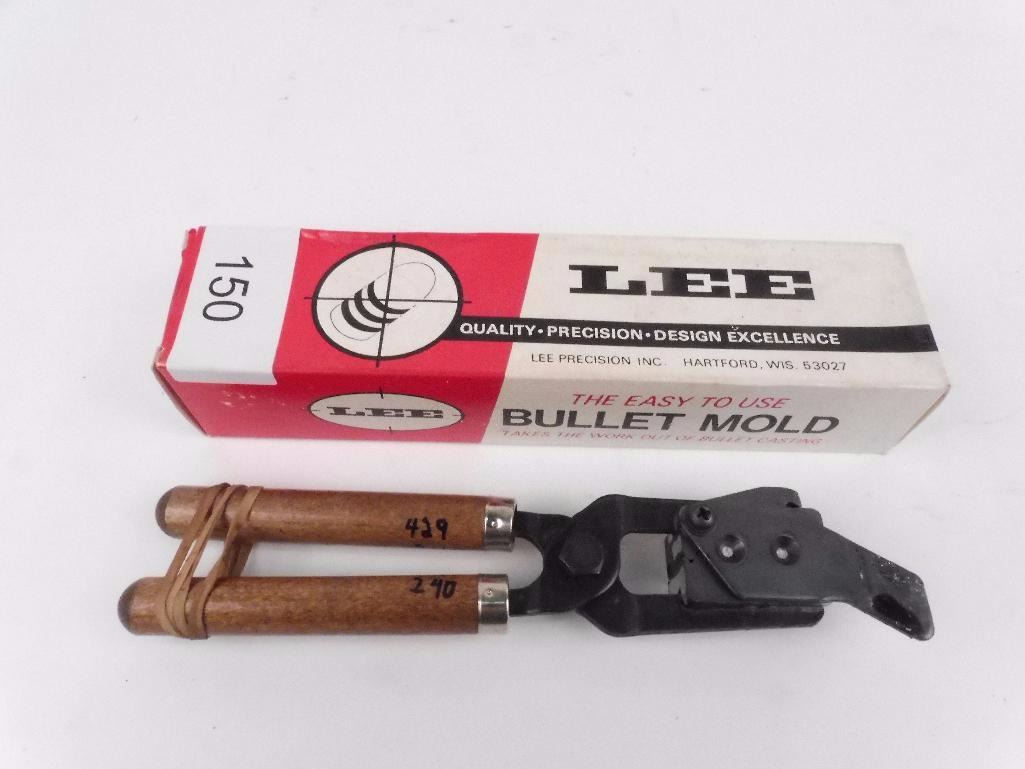 150
LEE
QUALITY • PRECISION • DESIGN EXCELLENCE
LEE PRECISION INC. HARTFORD, WIS. 53027
LEE
THE EASY TO USE
BULLET MOLD
TAKES THE WORK OUT OF BULLET CASTING
429
240